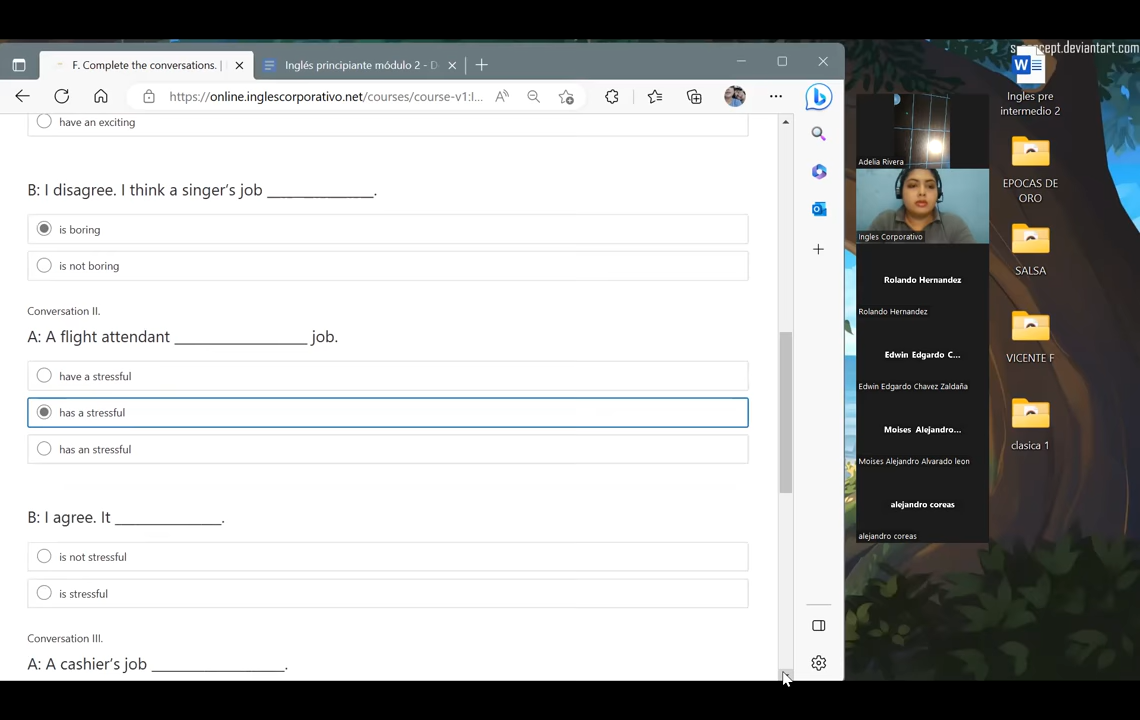 s-concept.deviantart.com
F. Complete the conversations. |
Inglés principiante módulo 2 - D
https://online.inglescorporativo.net/courses/course-v1:I...
have an exciting
B: I disagree. I think a singer's job ______________.
is boring
is not boring
Conversation II.
A: A flight attendant _________________ job.
have a stressful
has a stressful
has an stressful
B: I agree. It ______________.
is not stressful
is stressful
Conversation III.
A: A cashier's job _________________.
Adelia Rivera
Ingles Corporativo
Rolando Hernandez
Rolando Hernandez
Edwin Edgardo C...
Edwin Edgardo Chavez Zaldaña
Moises Alejandro...
Moises Alejandro Alvarado leon
alejandro coreas
alejandro coreas
Ingles pre
intermedio 2
EPOCAS DE
ORO
SALSA
VICENTE F
clasica 1